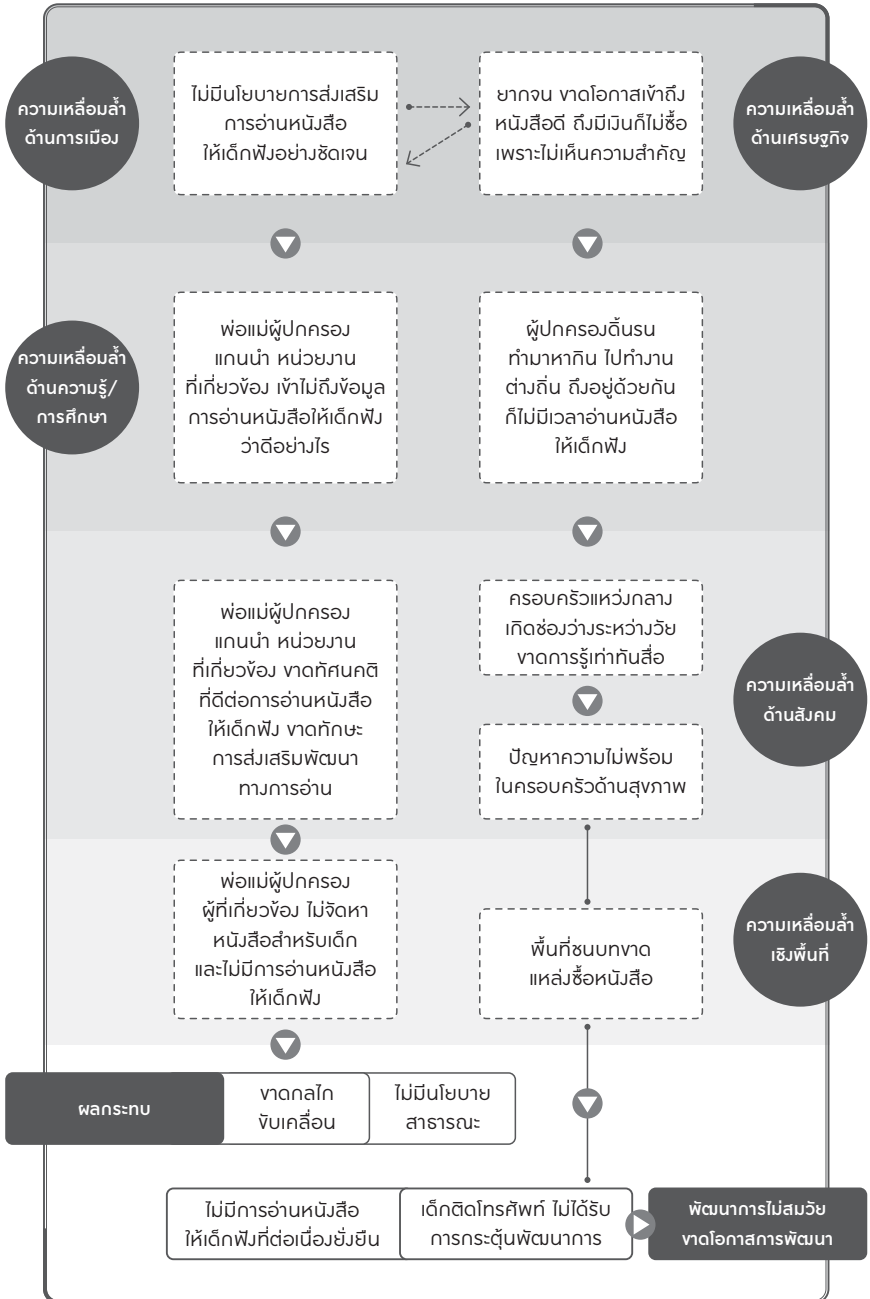 ความเหลื่อมล้ำ
ด้านการเมือง
ไม่มีนโยบายการส่งเสริม
การอ่านหนังสือ
ให้เด็กฟังอย่างชัดเจน
ยากจน ขาดโอกาสเข้าถึง
หนังสือดี ถึงมีเงินก็ไม่ซื้อ
เพราะไม่เห็นความสำคัญ
ความเหลื่อมล้ำ
ด้านเศรษฐกิจ
ความเหลื่อมล้ำ
ด้านความรู้/
การศึกษา
พ่อแม่ผู้ปกครอง
แกนนำ หน่วยงาน
ที่เกี่ยวข้อง เข้าไม่ถึงข้อมูล
การอ่านหนังสือให้เด็กฟัง
ว่าดีอย่างไร
ผู้ปกครองดิ้นรน
ทำมาหากิน ไปทำงาน
ต่างถิ่น ถึงอยู่ด้วยกัน
ก็ไม่มีเวลาอ่านหนังสือ
ให้เด็กฟัง
พ่อแม่ผู้ปกครอง
แกนนำ หน่วยงาน
ที่เกี่ยวข้อง ขาดทัศนคติ
ที่ดีต่อการอ่านหนังสือ
ให้เด็กฟัง ขาดทักษะ
การส่งเสริมพัฒนา
ทางการอ่าน
ครอบครัวแหว่งกลาง
เกิดช่องว่างระหว่างวัย
ขาดการรู้เท่าทันสื่อ
ปัญหาความไม่พร้อม
ในครอบครัวด้านสุขภาพ
ความเหลื่อมล้ำ
ด้านสังคม
พ่อแม่ผู้ปกครอง
ผู้ที่เกี่ยวข้อง ไม่จัดหา
หนังสือสำหรับเด็ก
และไม่มีการอ่านหนังสือ
ให้เด็กฟัง
พื้นที่ชนบทขาด
แหล่งซื้อหนังสือ
ความเหลื่อมล้ำ
เชิงพื้นที่
ผลกระทบ
ขาดกลไก
ขับเคลื่อน
ไม่มีนโยบาย
สาธารณะ
ไม่มีการอ่านหนังสือ
ให้เด็กฟังที่ต่อเนื่องยั่งยืน
เด็กติดโทรศัพท์ ไม่ได้รับ
การกระตุ้นพัฒนาการ
พัฒนาการไม่สมวัย
ขาดโอกาสการพัฒนา